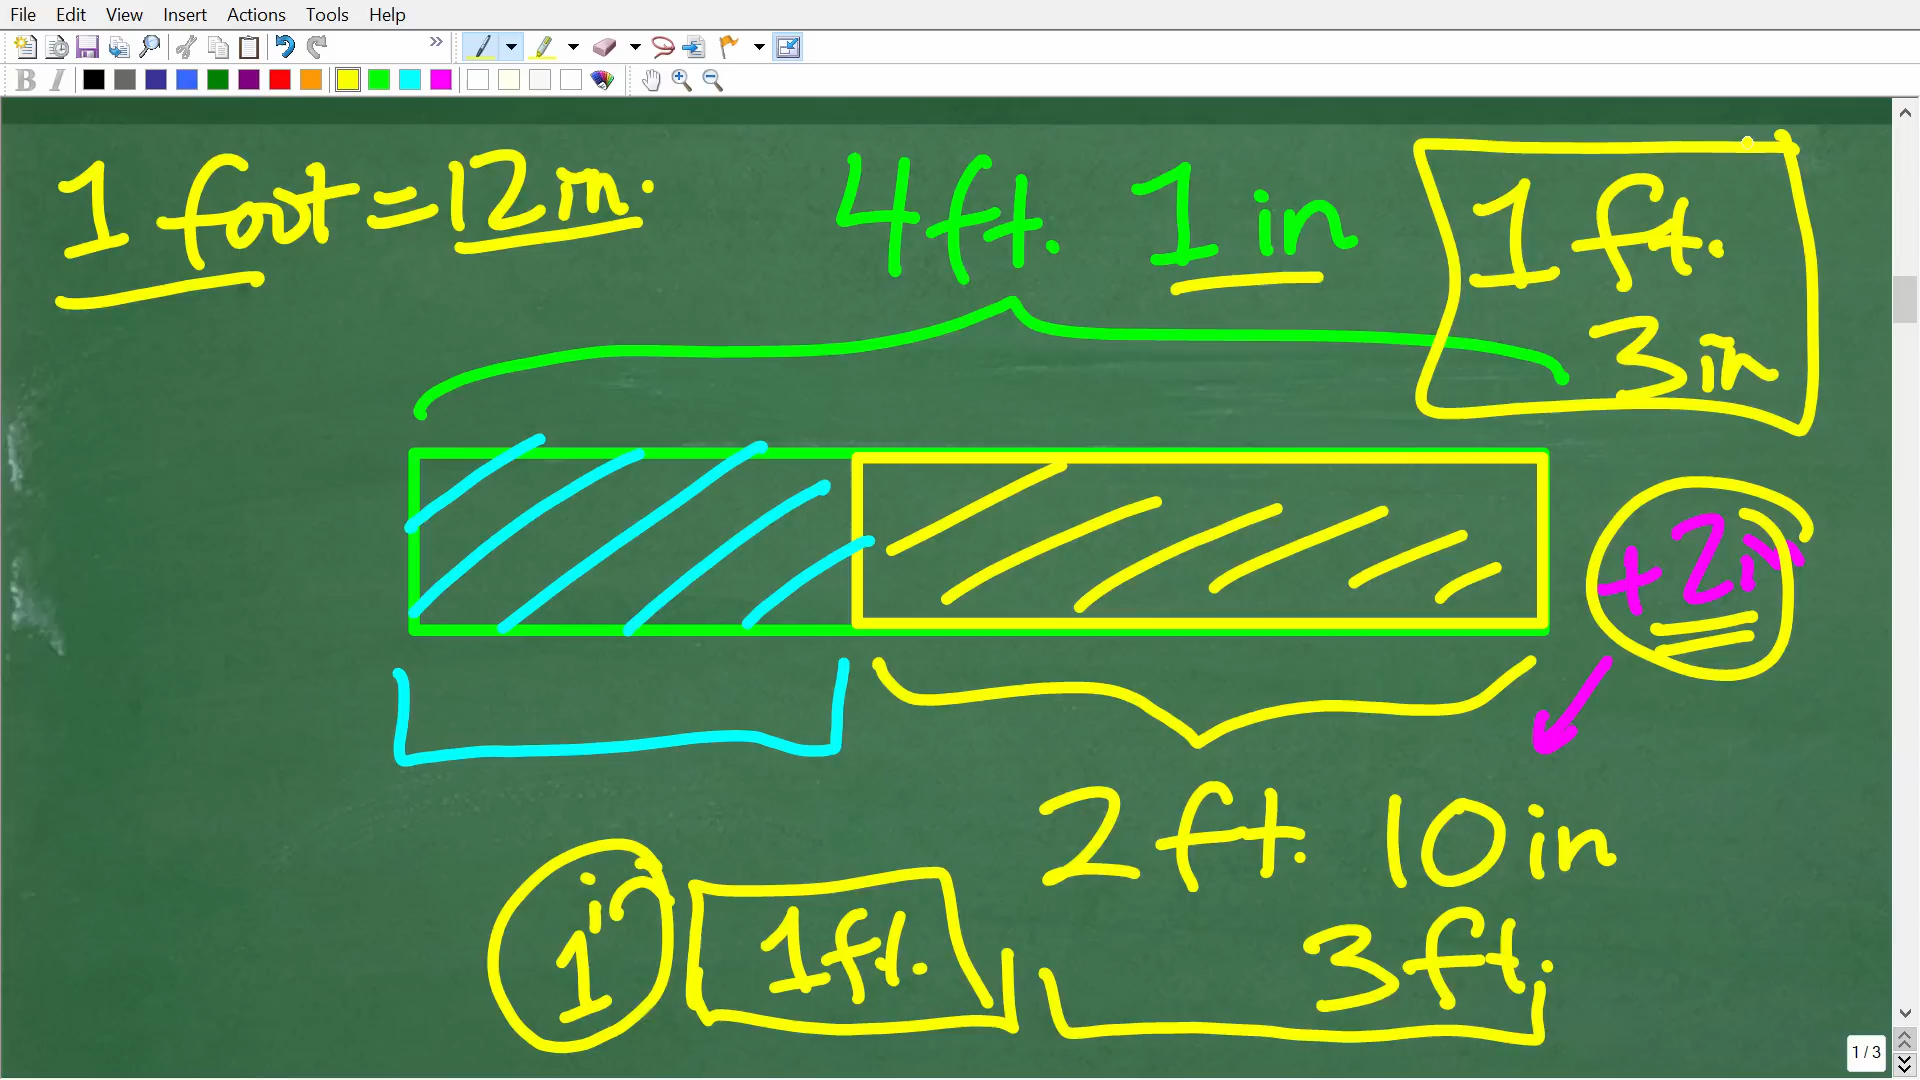 File Edit View Insert Actions Tools Help
B I
1 foot = 12 in.
4 ft. 1 in
1 ft.
3 in
+2 in
2 ft. 10 in
1 in
1 ft.
3 ft.
1 / 3